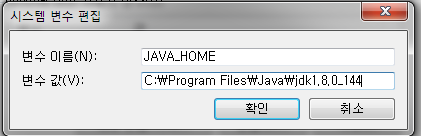 시스템 변수 편집
변수 이름(N): JAVA_HOME
변수 값(V): C:₩Program Files₩Java₩jdk1.8.0_144
확인 취소